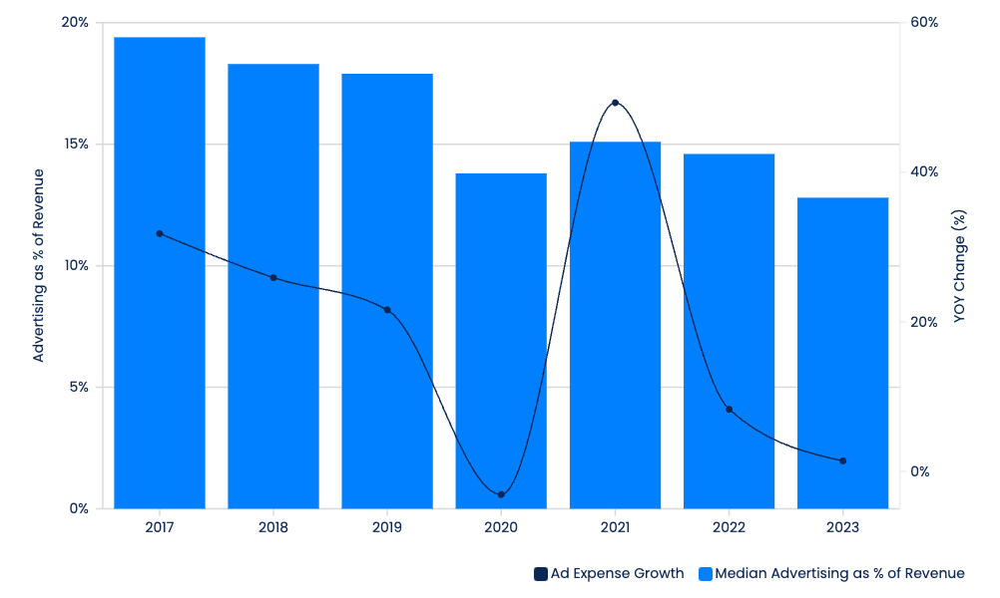 20%
60%
15%
40%
10%
20%
5%
0%
0%
Advertising as % of Revenue
YOY Change (%)
2017 2018 2019 2020 2021 2022 2023
Ad Expense Growth Median Advertising as % of Revenue